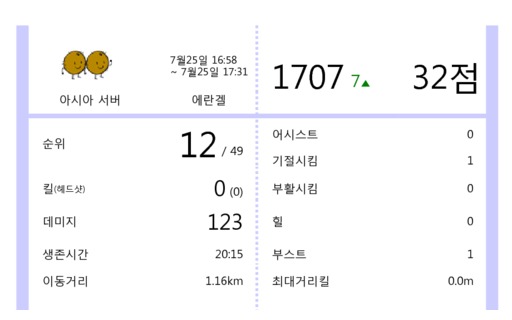 7월25일 16:58
~ 7월25일 17:31
아시아 서버
에란겔
1707 7▲
32점
순위 12 / 49
킬(헤드샷) 0 (0)
데미지 123
생존시간 20:15
이동거리 1.16km
어시스트 0
기절시킴 1
부활시킴 0
힐 0
부스트 1
최대거리킬 0.0m